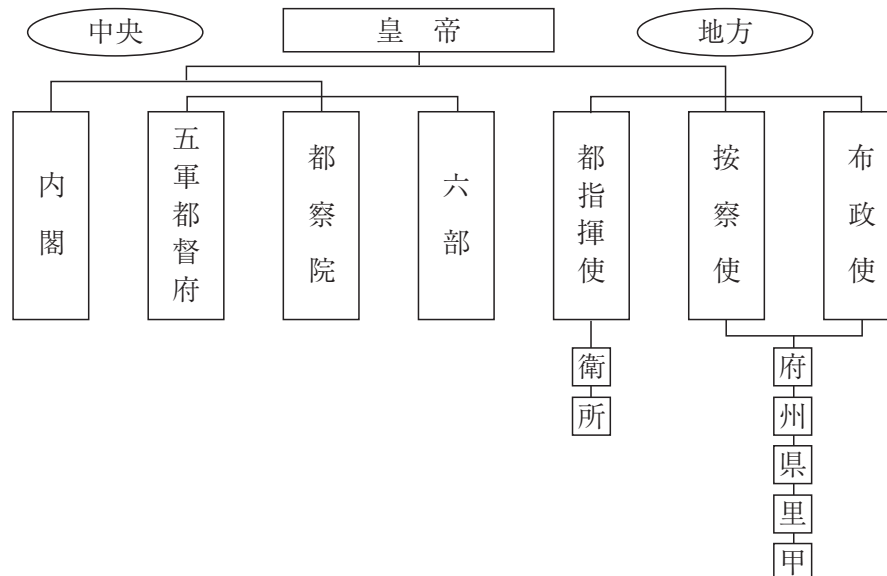 中央
皇帝
地方
内閣
五軍都督府
都察院
六部
都指揮使
按察使
布政使
衛
所
府
州
県
里
甲